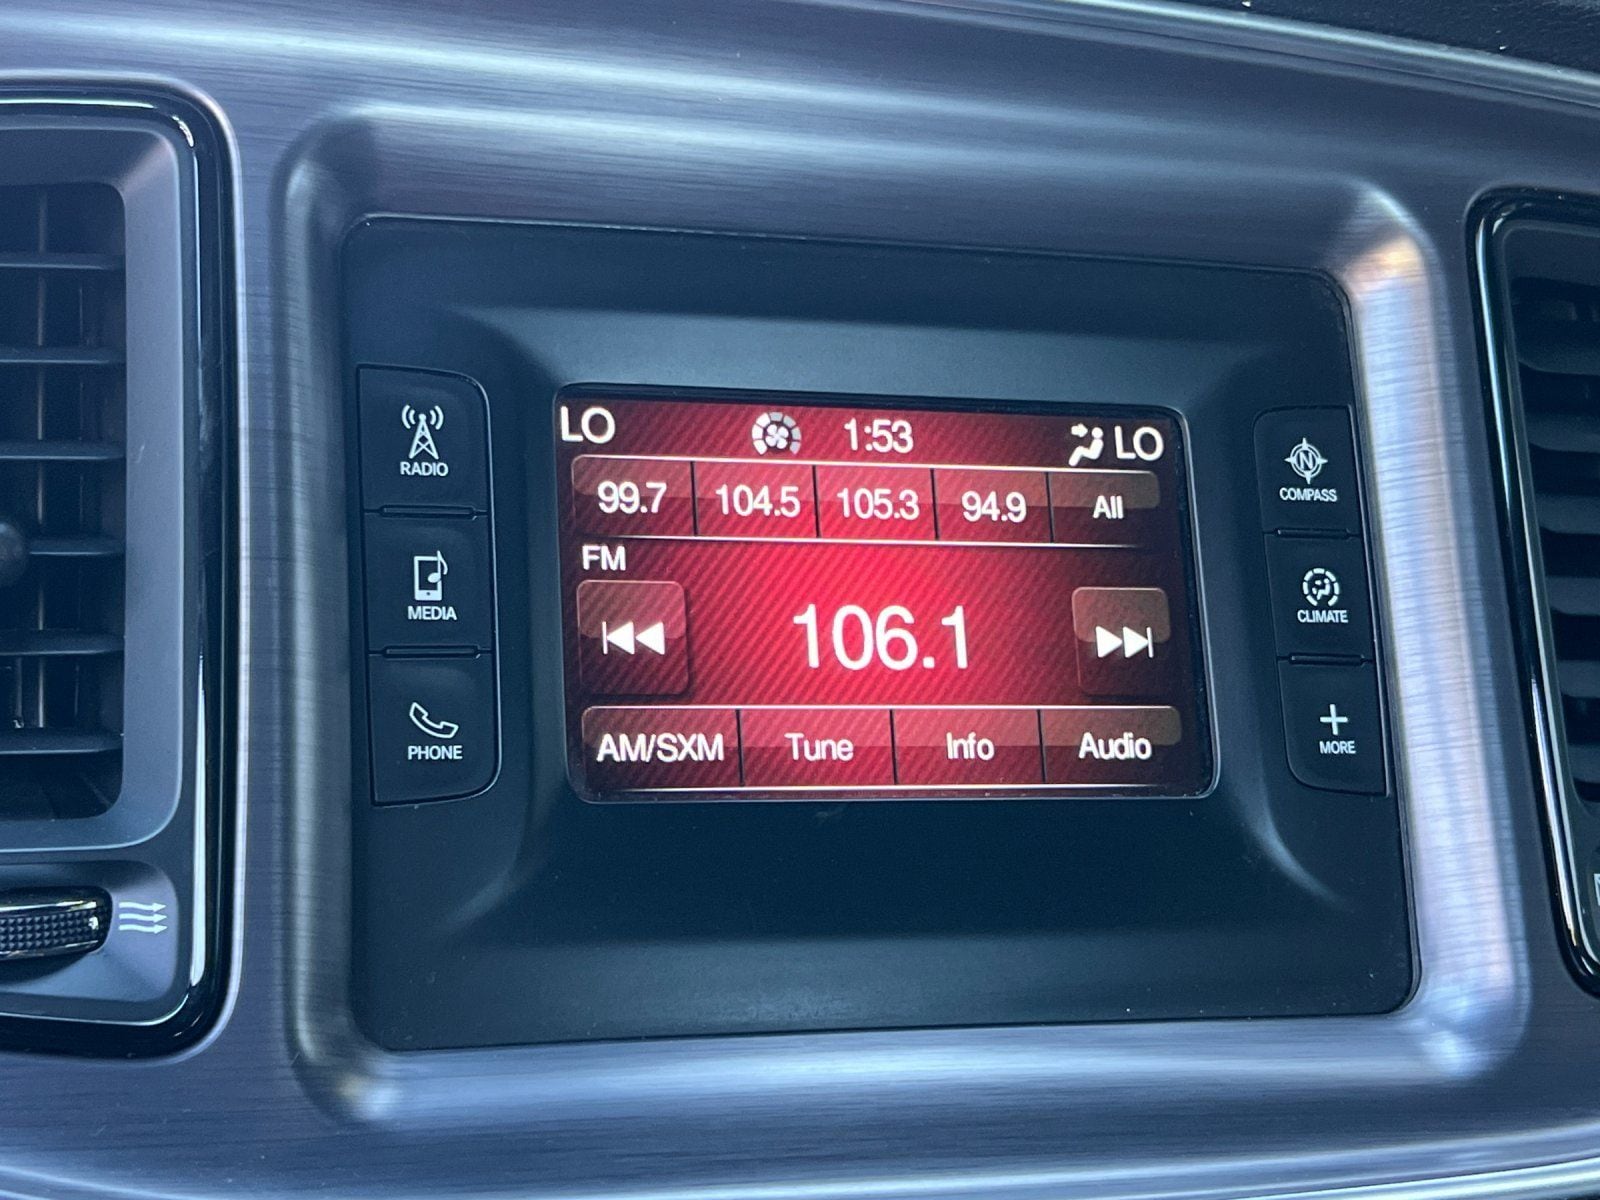 LO 1:53 LO
99.7 104.5 105.3 94.9 All
FM
106.1
AM/SXM Tune Info Audio
RADIO
MEDIA
PHONE
N
COMPASS
CLIMATE
MORE